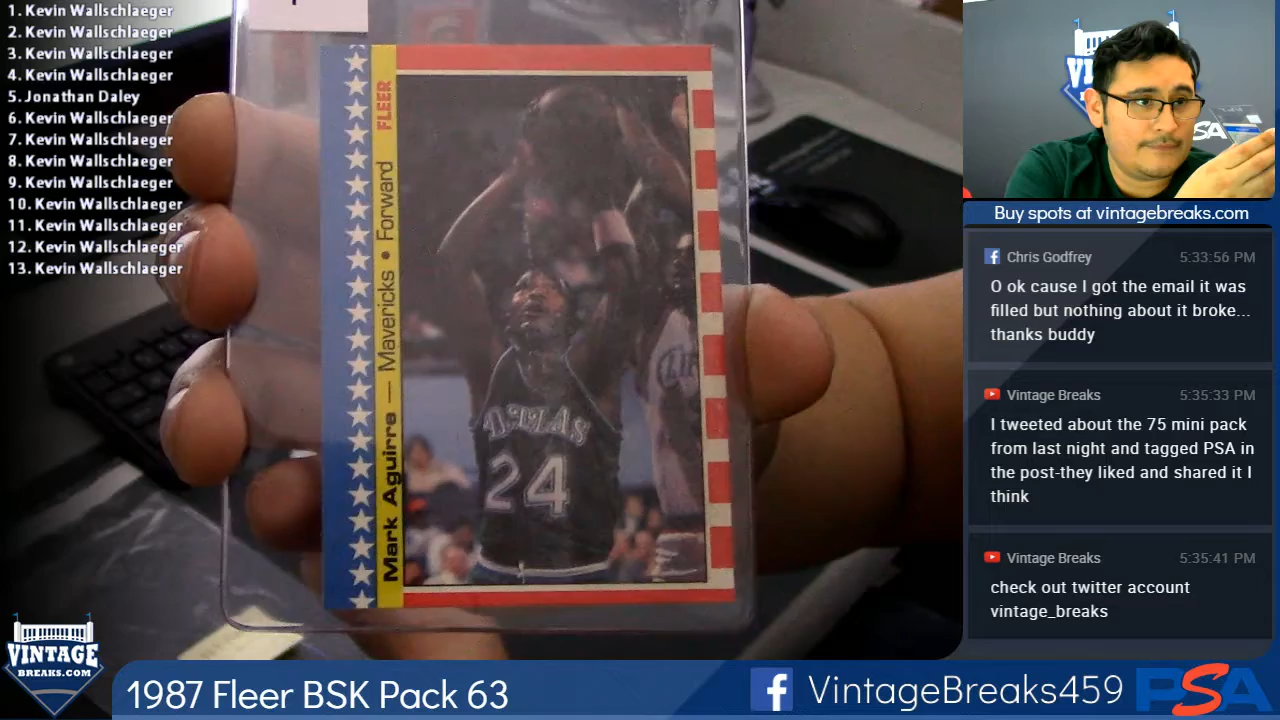 1. Kevin Wallschlaeger
2. Kevin Wallschlaeger
3. Kevin Wallschlaeger
4. Kevin Wallschlaeger
5. Jonathan Daley
6. Kevin Wallschlaeger
7. Kevin Wallschlaeger
8. Kevin Wallschlaeger
9. Kevin Wallschlaeger
10. Kevin Wallschlaeger
11. Kevin Wallschlaeger
12. Kevin Wallschlaeger
13. Kevin Wallschlaeger
Mark Aguirre — Mavericks • Forward FLEER
DALLAS
24
SA
Buy spots at vintagebreaks.com
Chris Godfrey 5:33:56 PM
O ok cause I got the email it was
filled but nothing about it broke...
thanks buddy
Vintage Breaks 5:35:33 PM
I tweeted about the 75 mini pack
from last night and tagged PSA in
the post-they liked and shared it I
think
Vintage Breaks 5:35:41 PM
check out twitter account
vintage_breaks
VINTAGE
BREAKS.COM
1987 Fleer BSK Pack 63
f VintageBreaks459 PSA